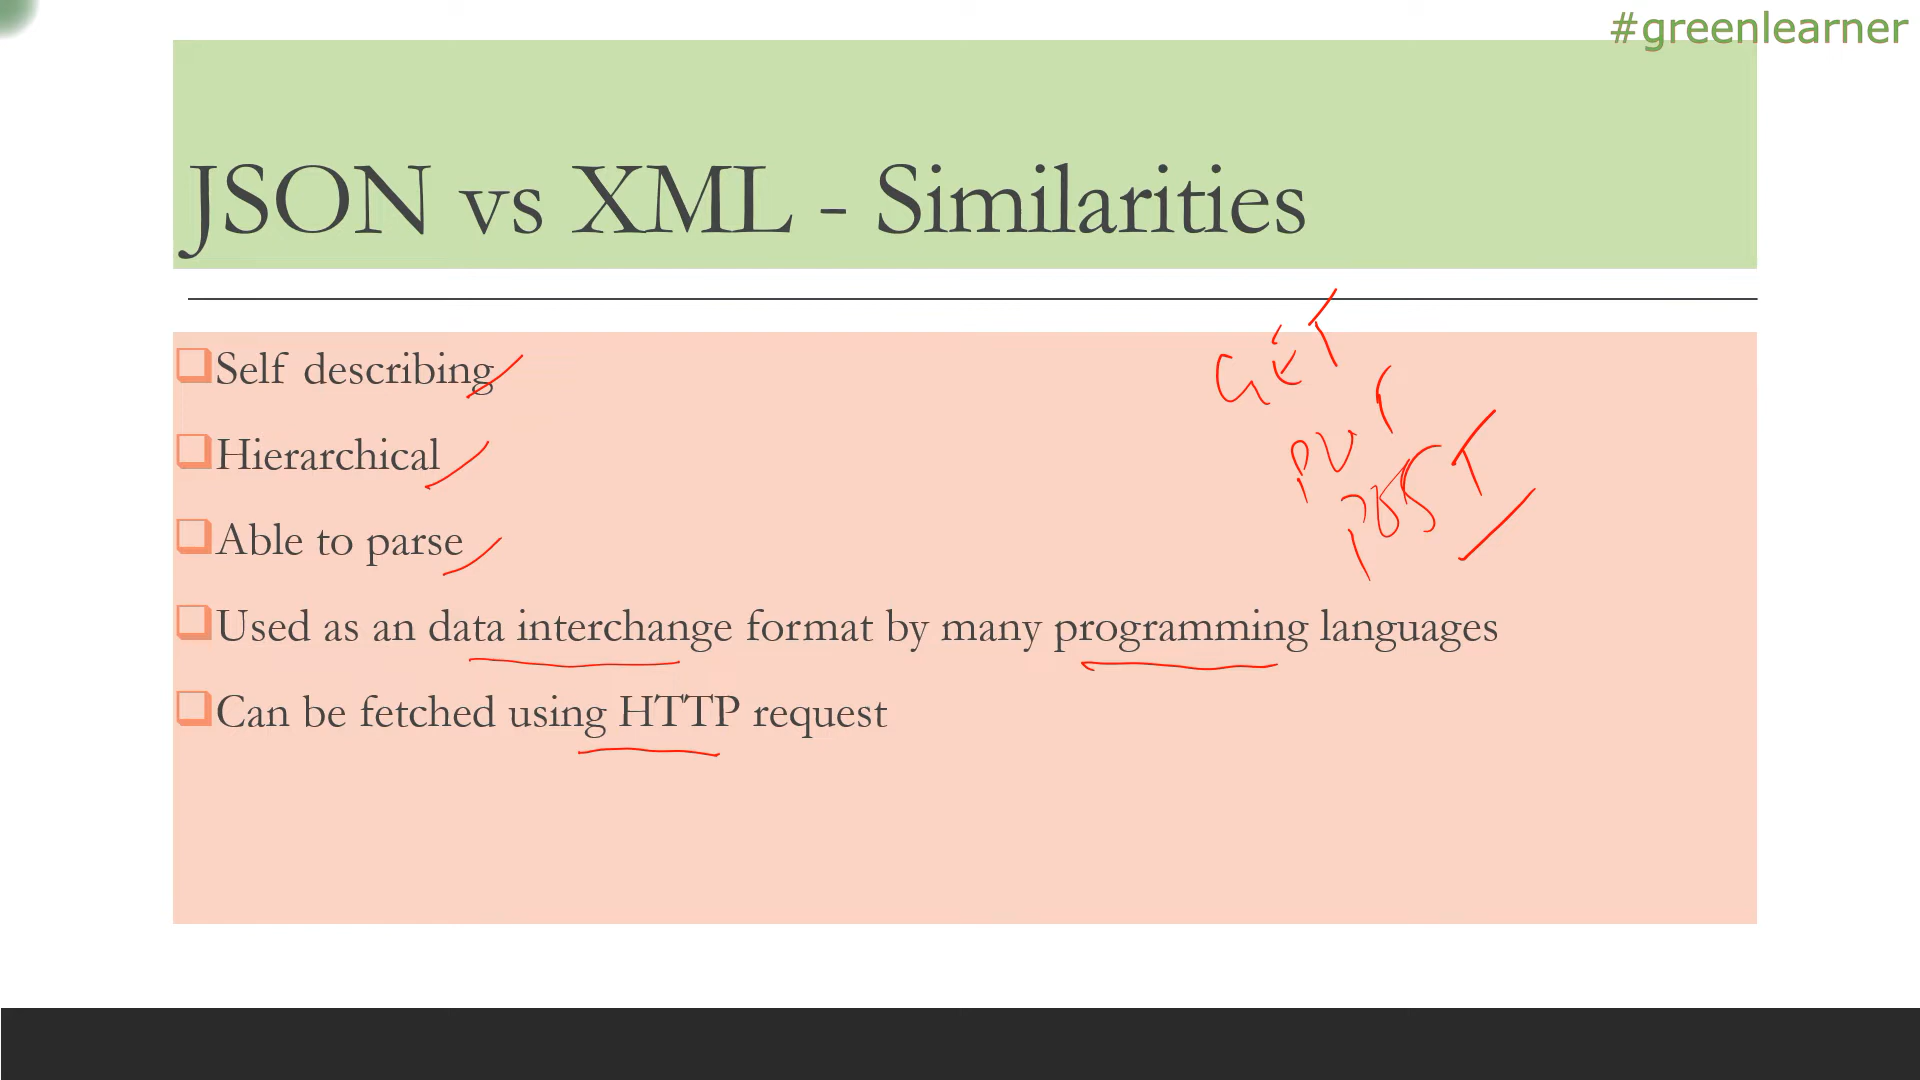 #greenlearner
JSON vs XML - Similarities
Self describing
GET
Hierarchical
PUT
POST
Able to parse
Used as an data interchange format by many programming languages
Can be fetched using HTTP request